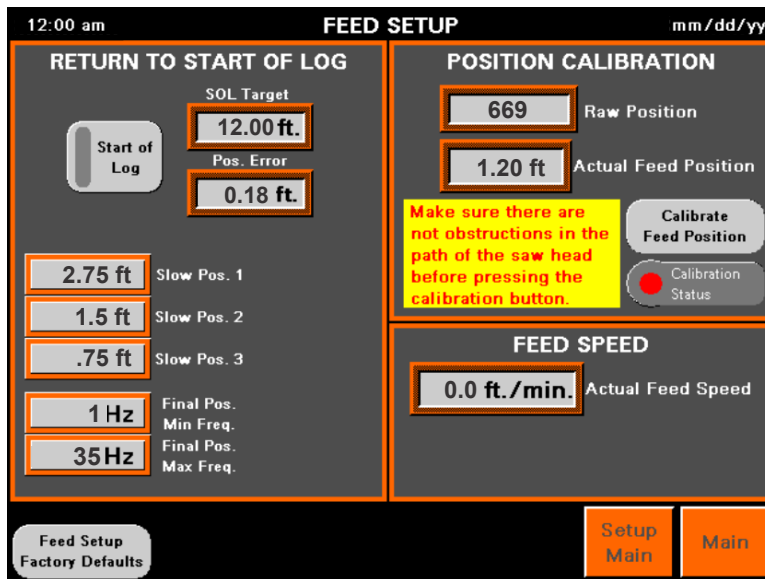 12:00 am
FEED SETUP
mm/dd/yy
RETURN TO START OF LOG
SOL Target
12.00 ft.
Start of
Log
Pos. Error
0.18 ft.
2.75 ft Slow Pos. 1
1.5 ft Slow Pos. 2
.75 ft Slow Pos. 3
1 Hz
Final Pos.
Min Freq.
35 Hz
Final Pos.
Max Freq.
POSITION CALIBRATION
669 Raw Position
1.20 ft Actual Feed Position
Make sure there are
not obstructions in the
path of the saw head
before pressing the
calibration button.
Calibrate
Feed Position
Calibration
Status
FEED SPEED
0.0 ft./min. Actual Feed Speed
Feed Setup
Factory Defaults
Setup
Main
Main